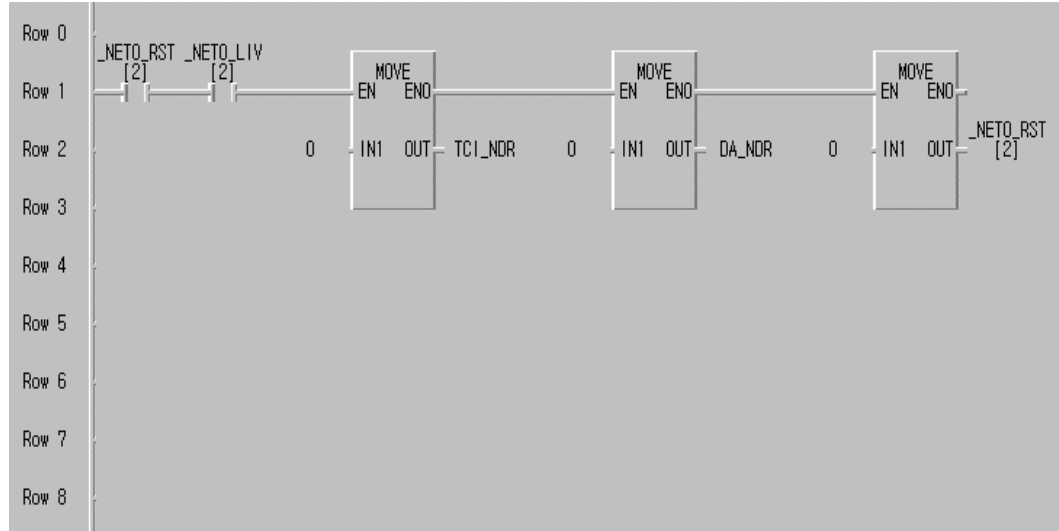 Row 0
_NET0_RST _NET0_LIV
[2] [2] MOVE MOVE MOVE
Row 1 EN ENO EN ENO EN ENO
_NET0_RST
Row 2 0 IN1 OUT TCI_NDR 0 IN1 OUT DA_NDR 0 IN1 OUT [2]
Row 3
Row 4
Row 5
Row 6
Row 7
Row 8